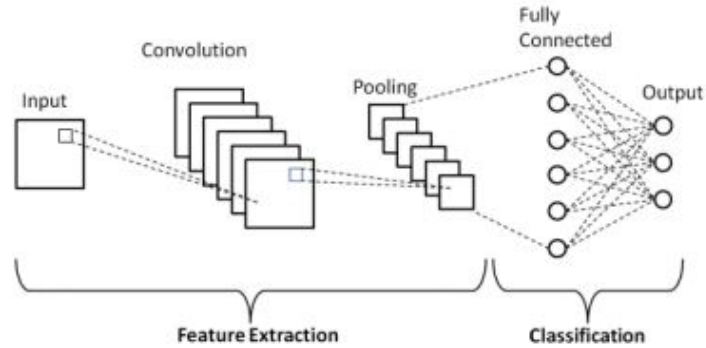 Fully
Connected
Convolution
Pooling
Input
Output
Feature Extraction
Classification